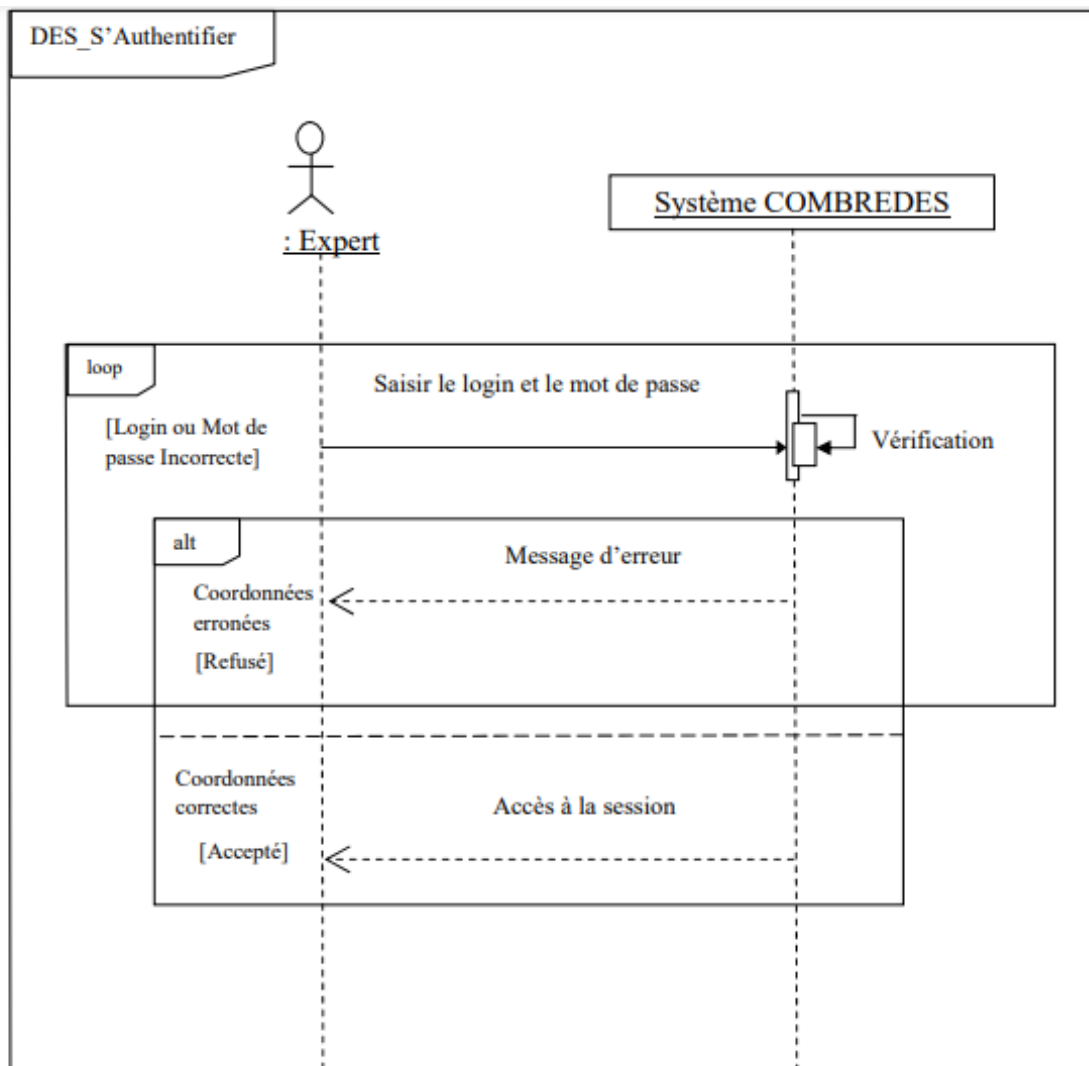 DES_S’Authentifier
Système COMBREDES
: Expert
loop
Saisir le login et le mot de passe
[Login ou Mot de
passe Incorrecte]
Vérification
alt
Message d’erreur
Coordonnées
erronées
[Refusé]
Coordonnées
correctes
Accès à la session
[Accepté]